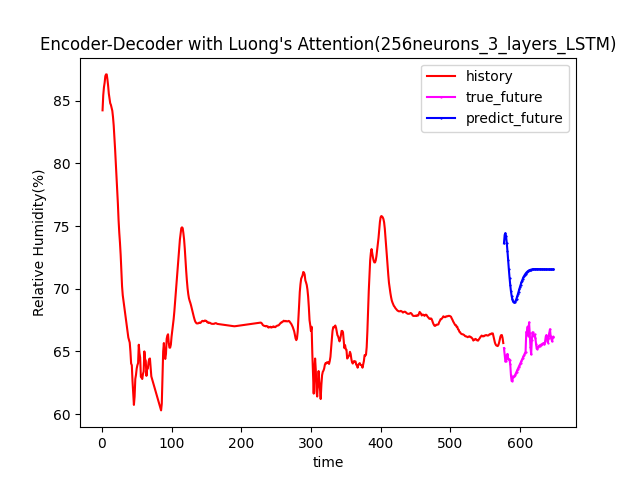 Encoder-Decoder with Luong's Attention(256neurons_3_layers_LSTM)
history
true_future
predict_future
Relative Humidity(%)
85
80
75
70
65
60
0 100 200 300 400 500 600
time